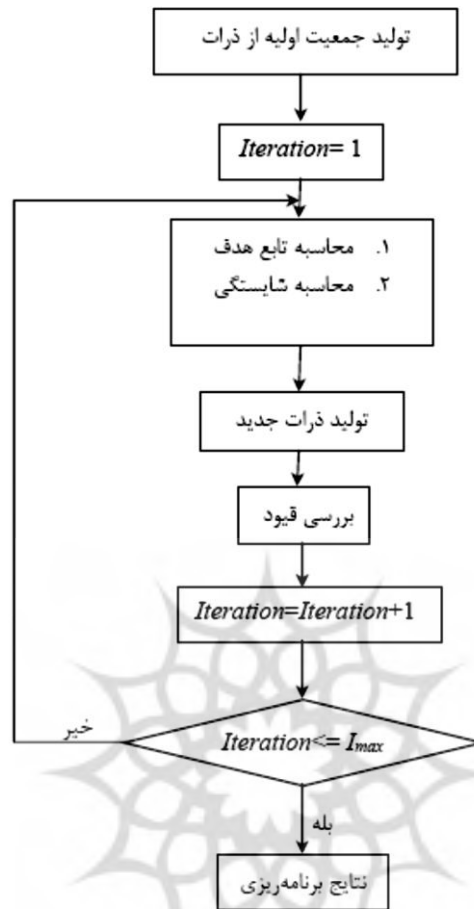 تولید جمعیت اولیه از ذرات
Iteration= 1
۱. محاسبه تابع هدف
۲. محاسبه شایستگی
تولید ذرات جدید
بررسی قیود
Iteration=Iteration+1
Iteration<= Imax
خیر
بله
نتایج برنامه‌ریزی